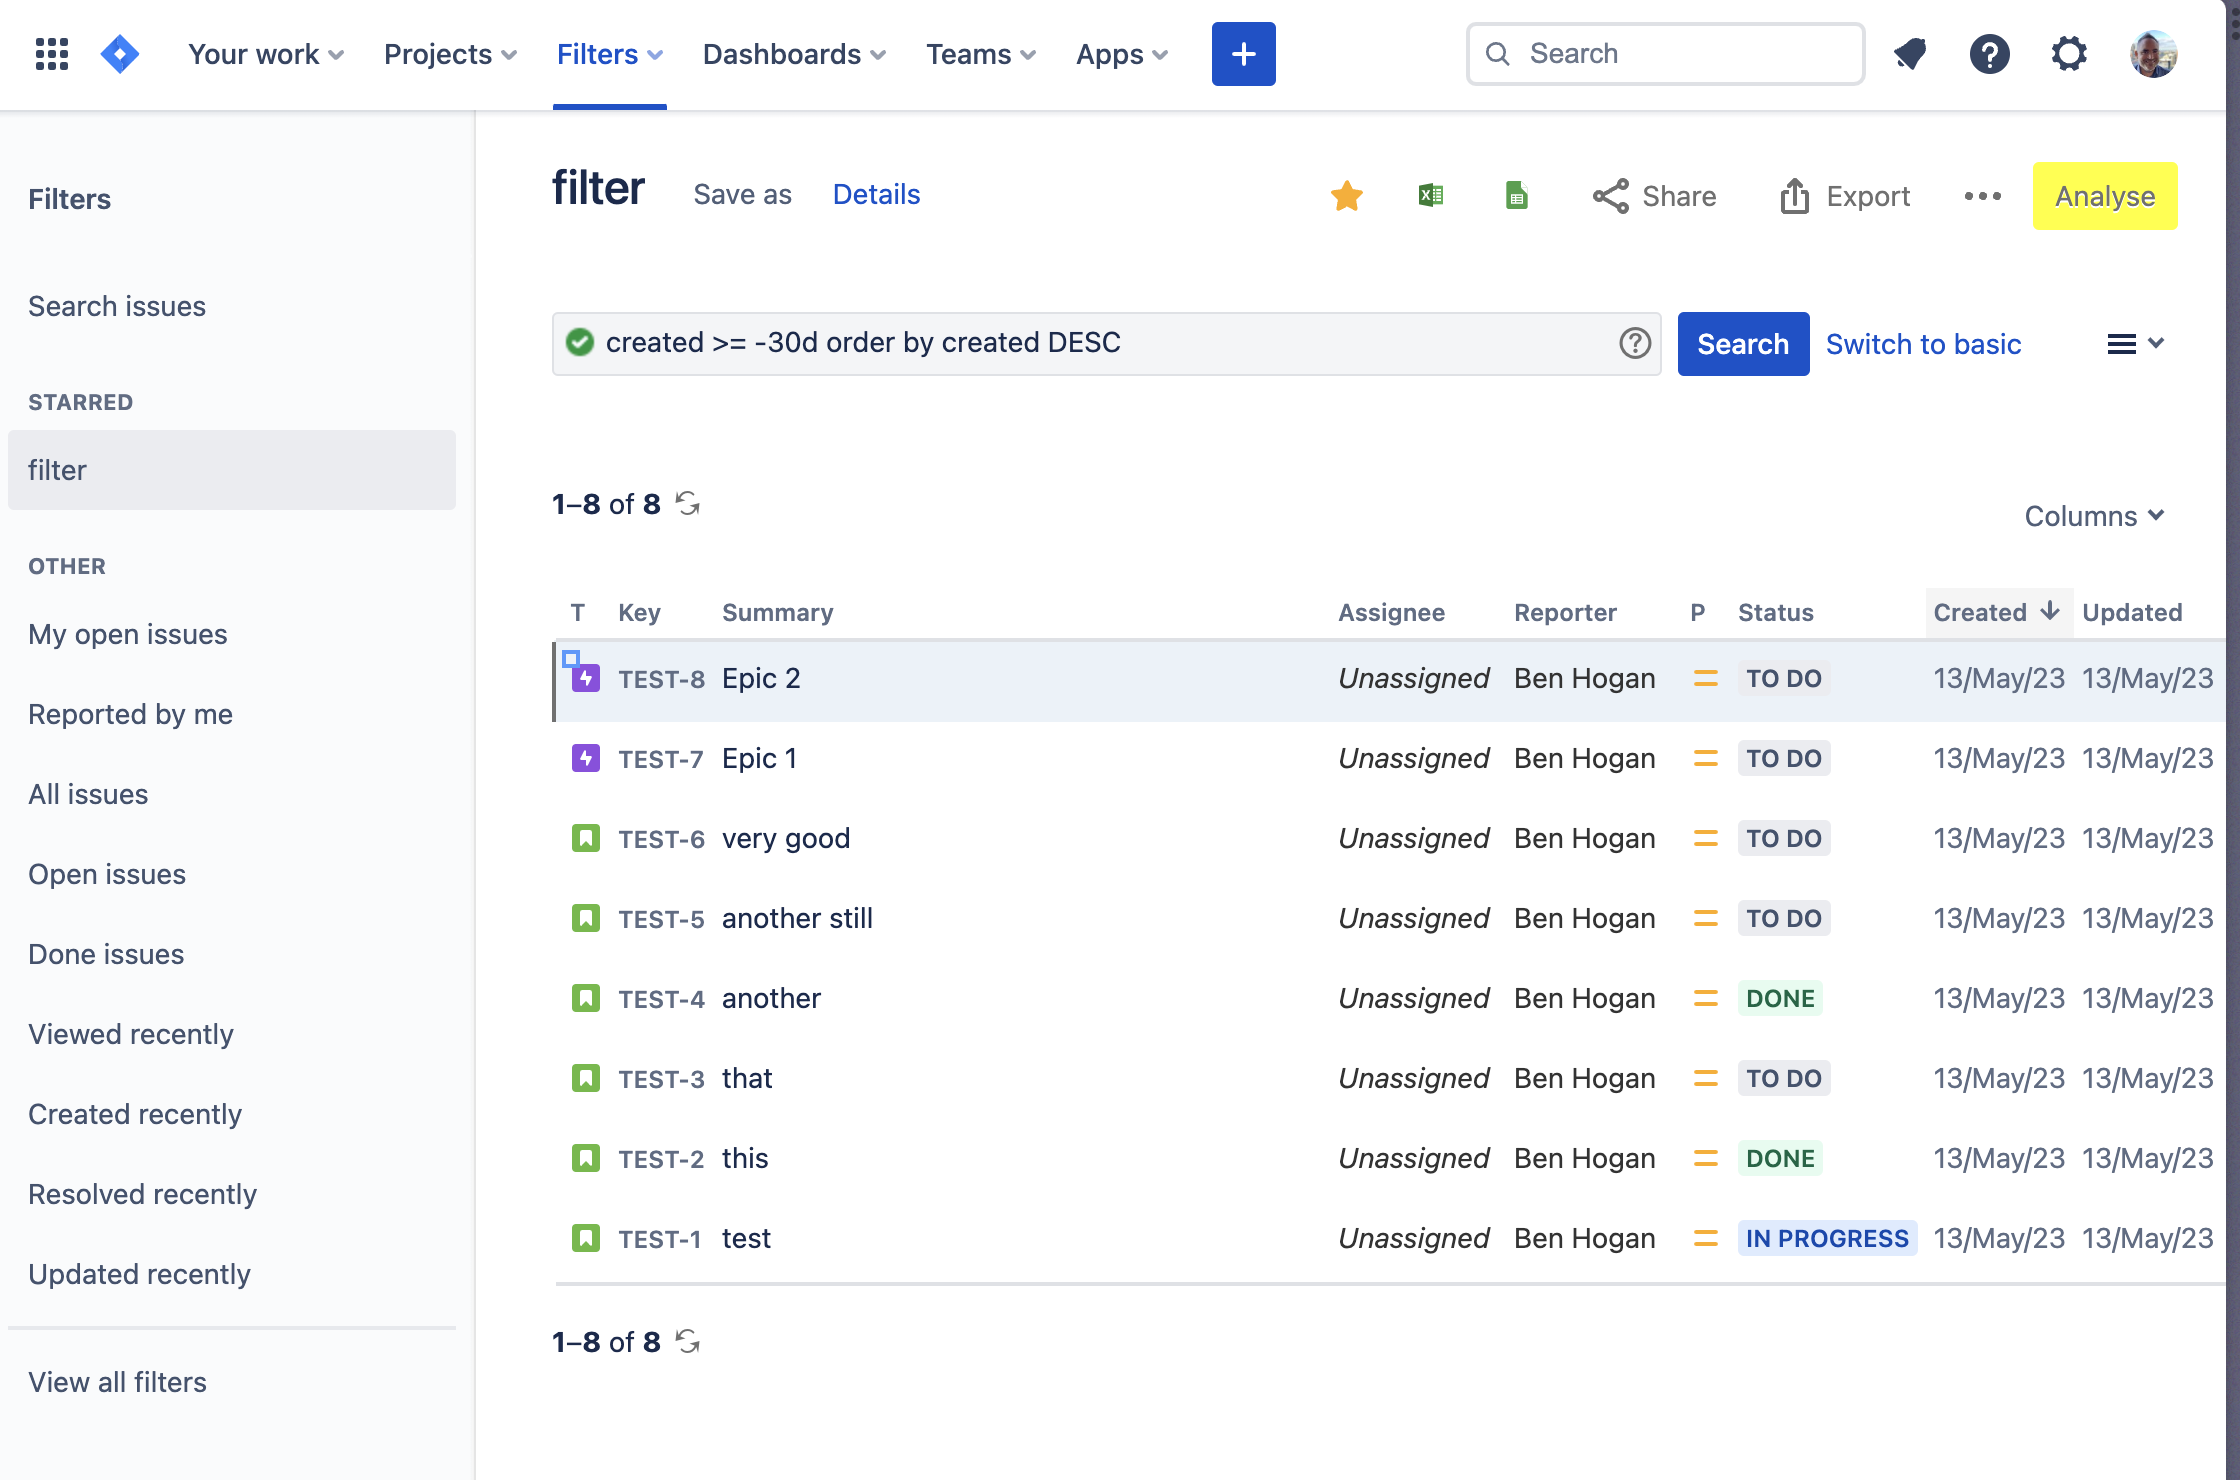 Your work Projects Filters Dashboards Teams Apps + Search
Filters
Search issues
STARRED
filter
OTHER
My open issues
Reported by me
All issues
Open issues
Done issues
Viewed recently
Created recently
Resolved recently
Updated recently
View all filters
filter Save as Details Share Export ••• Analyse
created >= -30d order by created DESC Search Switch to basic
1–8 of 8
Columns
T Key Summary Assignee Reporter P Status Created Updated
TEST-8 Epic 2 Unassigned Ben Hogan TO DO 13/May/23 13/May/23
TEST-7 Epic 1 Unassigned Ben Hogan TO DO 13/May/23 13/May/23
TEST-6 very good Unassigned Ben Hogan TO DO 13/May/23 13/May/23
TEST-5 another still Unassigned Ben Hogan TO DO 13/May/23 13/May/23
TEST-4 another Unassigned Ben Hogan DONE 13/May/23 13/May/23
TEST-3 that Unassigned Ben Hogan TO DO 13/May/23 13/May/23
TEST-2 this Unassigned Ben Hogan DONE 13/May/23 13/May/23
TEST-1 test Unassigned Ben Hogan IN PROGRESS 13/May/23 13/May/23
1–8 of 8